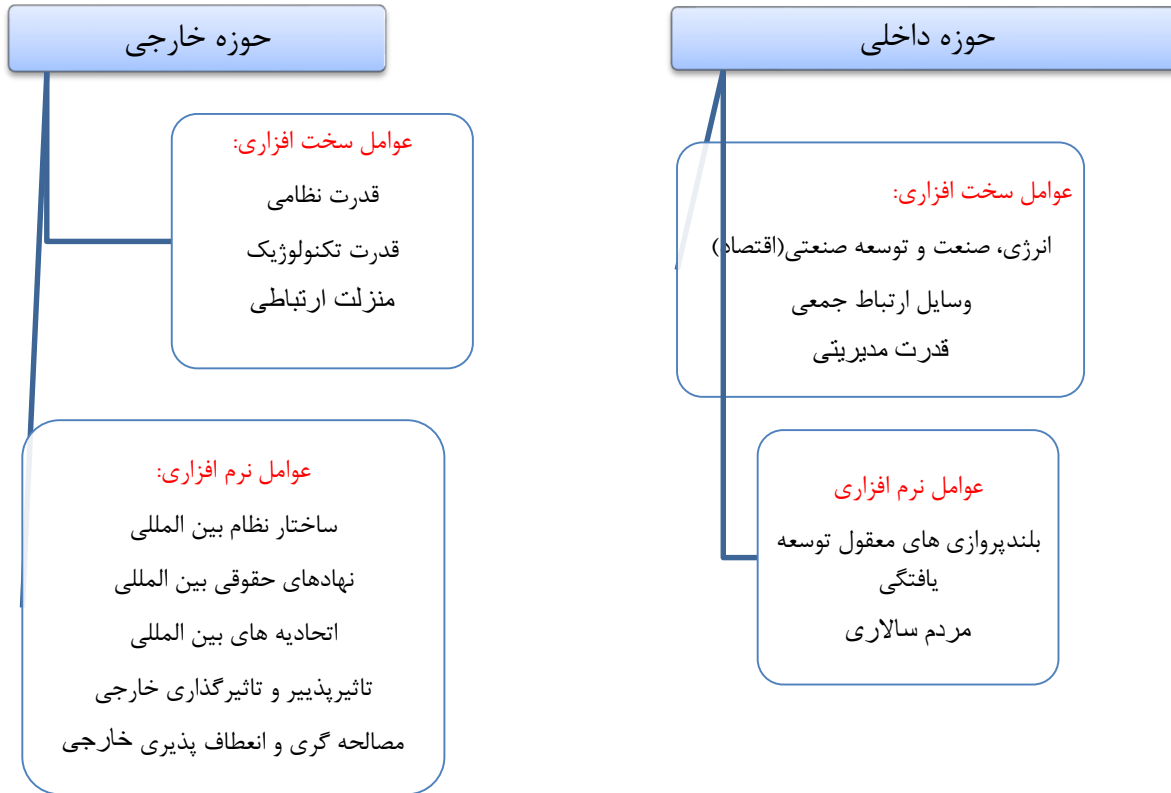 حوزه داخلی
عوامل سخت افزاری:
انرژی، صنعت و توسعه صنعتی(اقتصاد)
وسایل ارتباط جمعی
قدرت مدیریتی
عوامل نرم افزاری
بلندپروازی های معقول توسعه
یافتگی
مردم سالاری
حوزه خارجی
عوامل سخت افزاری:
قدرت نظامی
قدرت تکنولوژیک
منزلت ارتباطی
عوامل نرم افزاری:
ساختار نظام بین المللی
نهادهای حقوقی بین المللی
اتحادیه های بین المللی
تاثیرپذییر و تاثیرگذاری خارجی
مصالحه گری و انعطاف پذیری خارجی